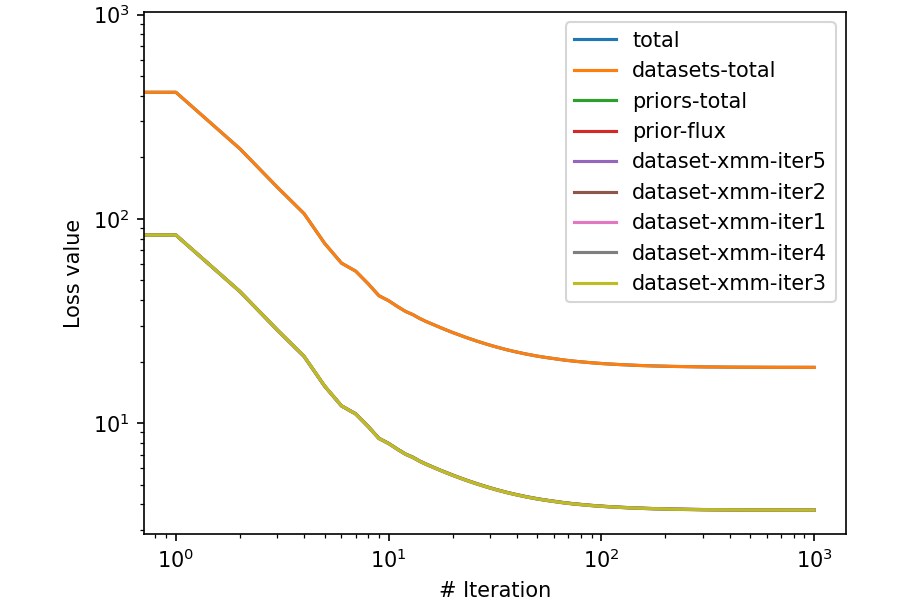 10³
total
datasets-total
priors-total
prior-flux
dataset-xmm-iter5
dataset-xmm-iter2
dataset-xmm-iter1
dataset-xmm-iter4
dataset-xmm-iter3
10²
Loss value
10¹
10⁰ 10¹ 10² 10³
# Iteration